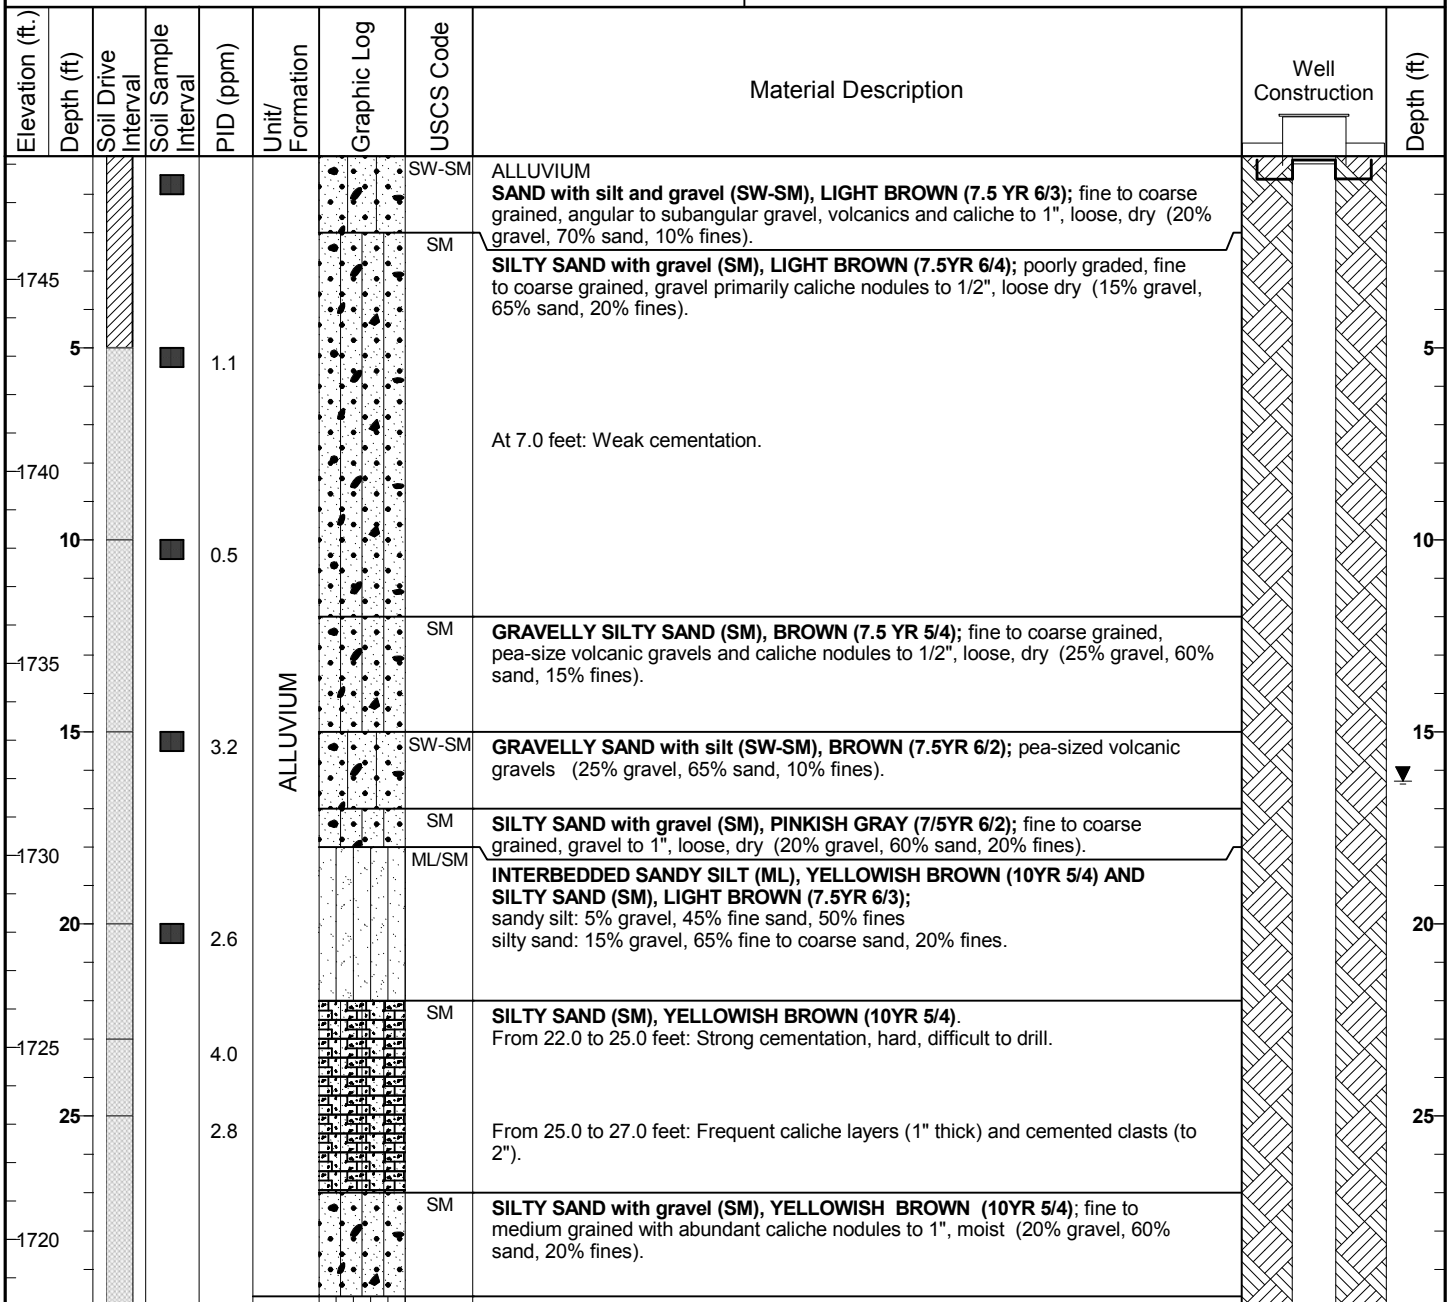 Elevation (ft.)
Depth (ft)
Soil Drive
Interval
Soil Sample
Interval
PID (ppm)
Unit/
Formation
Graphic Log
USCS Code
Material Description
Well
Construction
Depth (ft)
SW-SM
ALLUVIUM
SAND with silt and gravel (SW-SM), LIGHT BROWN (7.5 YR 6/3); fine to coarse
grained, angular to subangular gravel, volcanics and caliche to 1", loose, dry (20%
gravel, 70% sand, 10% fines).
SM
SILTY SAND with gravel (SM), LIGHT BROWN (7.5YR 6/4); poorly graded, fine
to coarse grained, gravel primarily caliche nodules to 1/2", loose dry (15% gravel,
65% sand, 20% fines).
1745
5
1.1
5
At 7.0 feet: Weak cementation.
1740
10
0.5
10
SM
GRAVELLY SILTY SAND (SM), BROWN (7.5 YR 5/4); fine to coarse grained,
pea-size volcanic gravels and caliche nodules to 1/2", loose, dry (25% gravel, 60%
sand, 15% fines).
1735
ALLUVIUM
15
3.2
15
SW-SM
GRAVELLY SAND with silt (SW-SM), BROWN (7.5YR 6/2); pea-sized volcanic
gravels (25% gravel, 65% sand, 10% fines).
SM
SILTY SAND with gravel (SM), PINKISH GRAY (7/5YR 6/2); fine to coarse
grained, gravel to 1", loose, dry (20% gravel, 60% sand, 20% fines).
1730
ML/SM
INTERBEDDED SANDY SILT (ML), YELLOWISH BROWN (10YR 5/4) AND
SILTY SAND (SM), LIGHT BROWN (7.5YR 6/3);
sandy silt: 5% gravel, 45% fine sand, 50% fines
silty sand: 15% gravel, 65% fine to coarse sand, 20% fines.
20
2.6
20
SM
SILTY SAND (SM), YELLOWISH BROWN (10YR 5/4).
From 22.0 to 25.0 feet: Strong cementation, hard, difficult to drill.
1725
4.0
25
2.8
25
From 25.0 to 27.0 feet: Frequent caliche layers (1" thick) and cemented clasts (to
2").
SM
SILTY SAND with gravel (SM), YELLOWISH BROWN (10YR 5/4); fine to
medium grained with abundant caliche nodules to 1", moist (20% gravel, 60%
sand, 20% fines).
1720